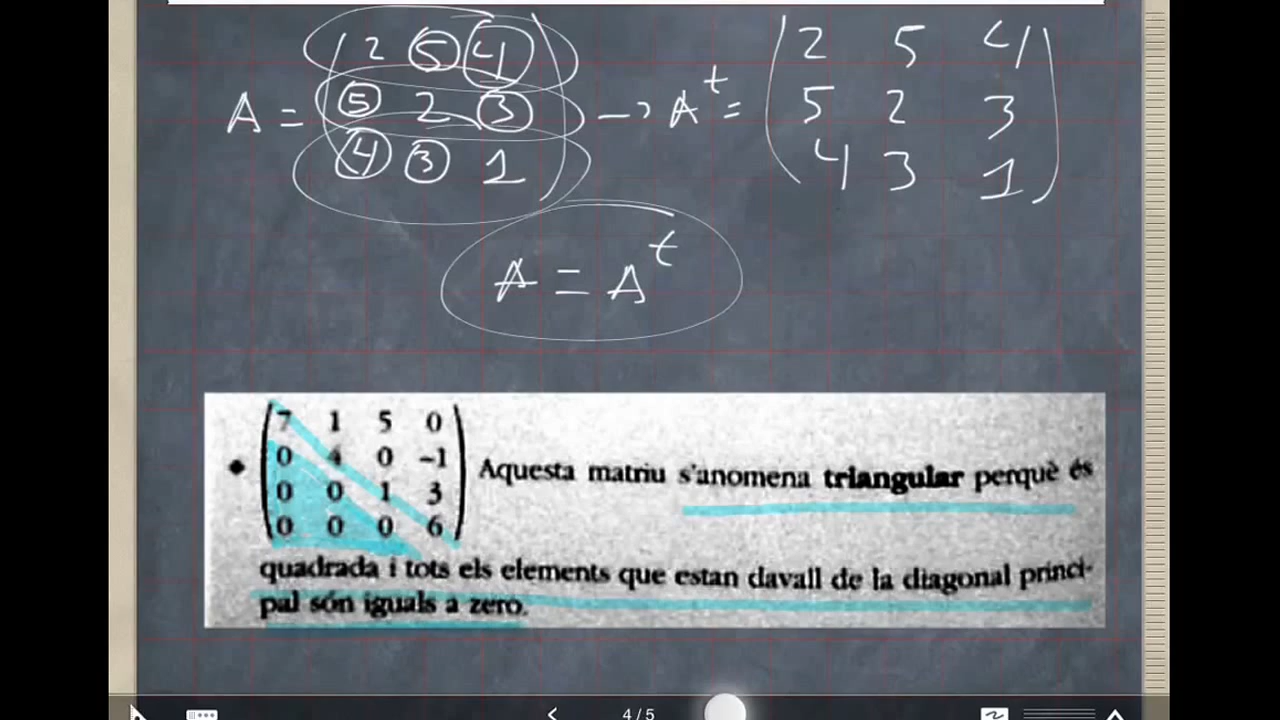 A = (2 5 4 → Aᵗ = (2 5 4
5 2 3 5 2 3
4 3 1) 4 3 1)
A = Aᵗ
7 1 5 0
0 4 0 -1
0 0 1 3
0 0 0 6
Aquesta matriu s'anomena triangular perquè és
quadrada i tots els elements que estan davall de la diagonal princi-
pal són iguals a zero.
4/5